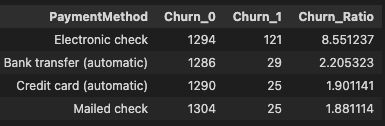 PaymentMethod Churn_0 Churn_1 Churn_Ratio
Electronic check 1294 121 8.551237
Bank transfer (automatic) 1286 29 2.205323
Credit card (automatic) 1290 25 1.901141
Mailed check 1304 25 1.881114